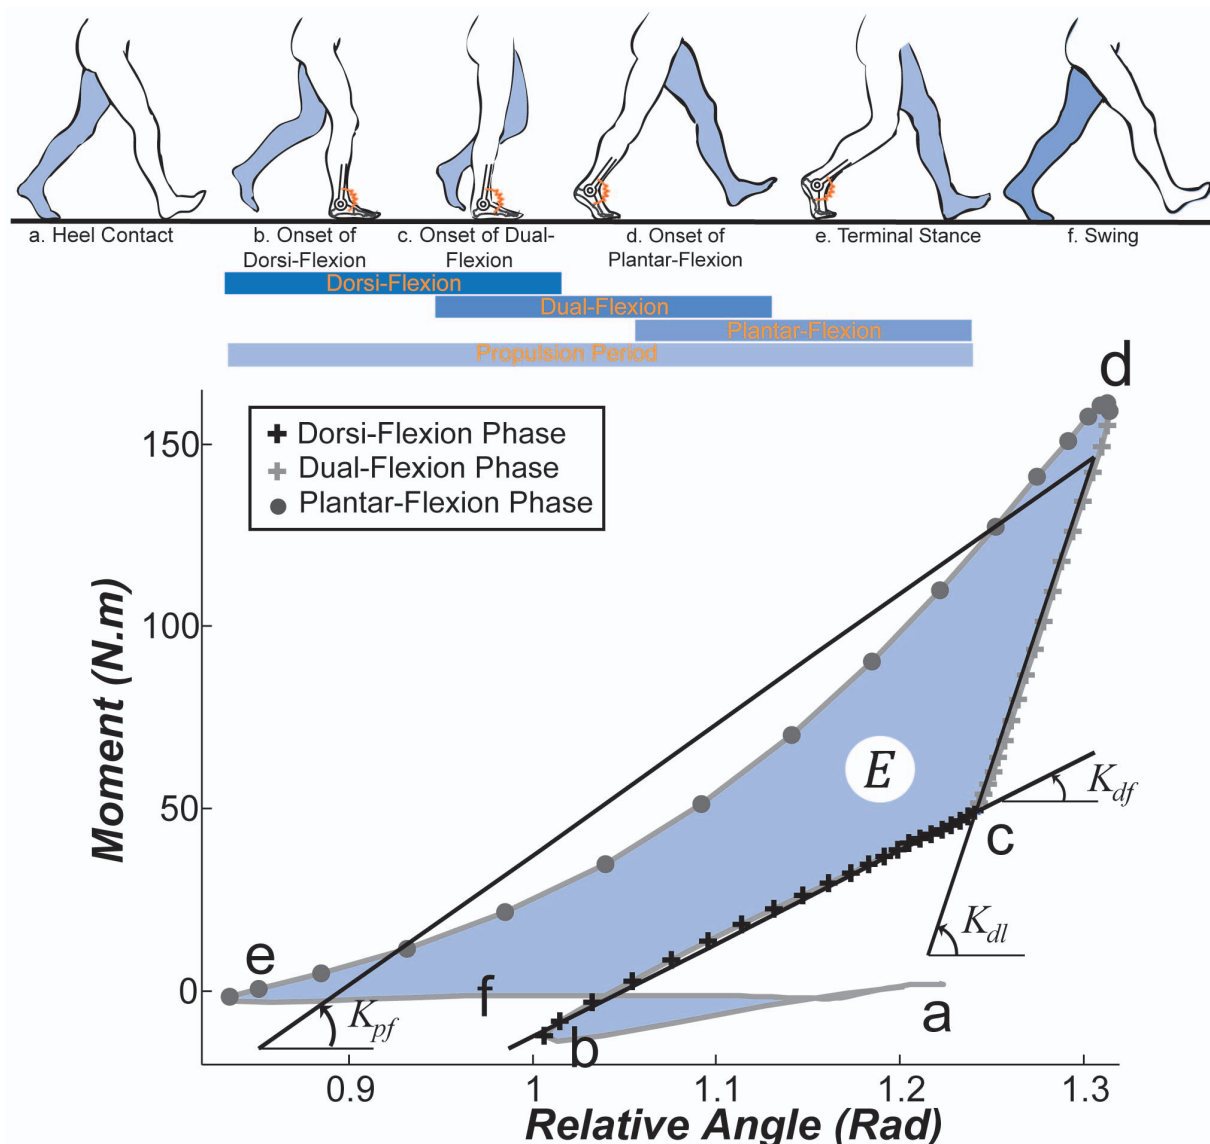 a. Heel Contact
b. Onset of
Dorsi-Flexion
c. Onset of Dual-
Flexion
d. Onset of
Plantar-Flexion
e. Terminal Stance
f. Swing
Dorsi-Flexion
Dual-Flexion
Plantar-Flexion
Propulsion Period
d
Dorsi-Flexion Phase
Dual-Flexion Phase
Plantar-Flexion Phase
150
100
50
0
Moment (N.m)
E
K_df
c
K_dl
e
f
a
K_pf
b
0.9
1
1.1
1.2
1.3
Relative Angle (Rad)